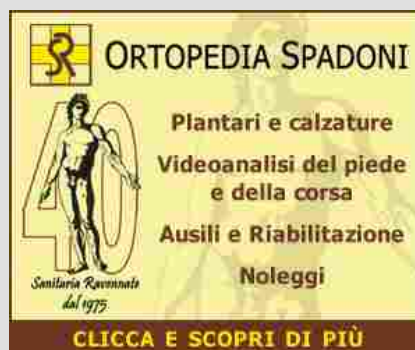 SR
ORTOPEDIA SPADONI
40
Plantari e calzature
Videoanalisi del piede
e della corsa
Ausili e Riabilitazione
Noleggi
Sanitaria Ravennate
dal 1975
CLICCA E SCOPRI DI PIÙ